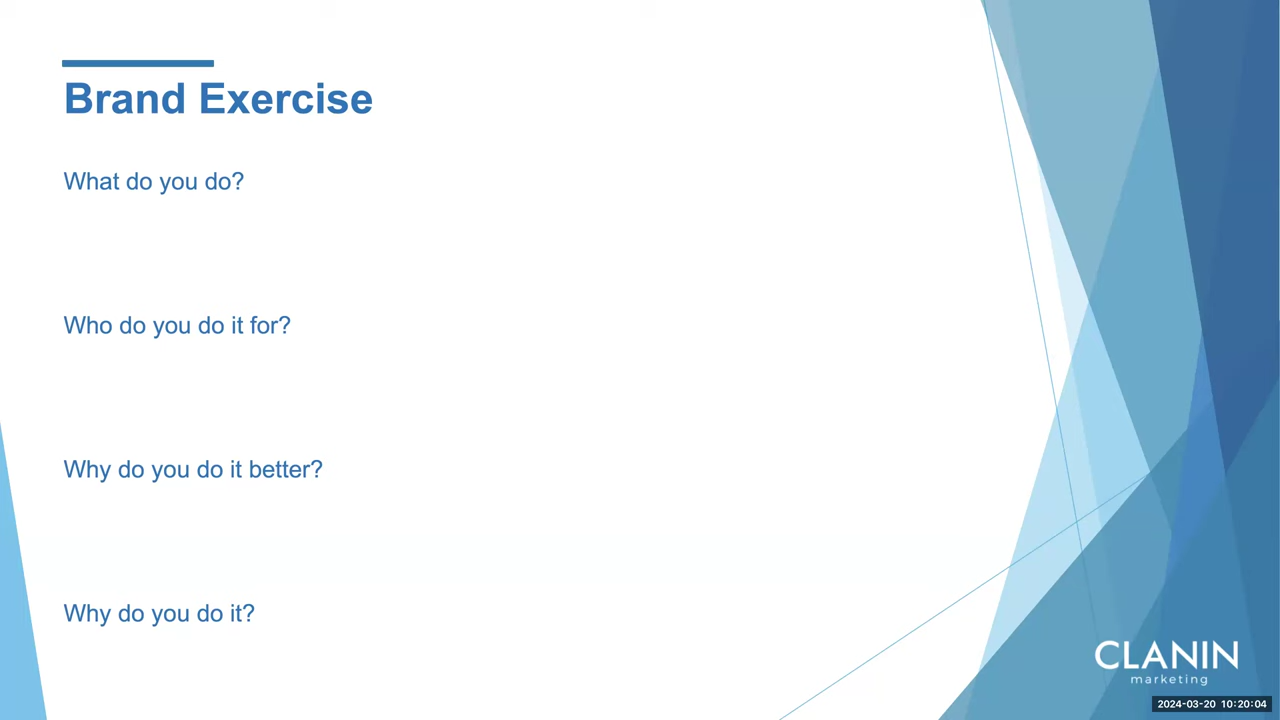 Brand Exercise
What do you do?
Who do you do it for?
Why do you do it better?
Why do you do it?
CLANIN
marketing
2024-03-20 10:20:04